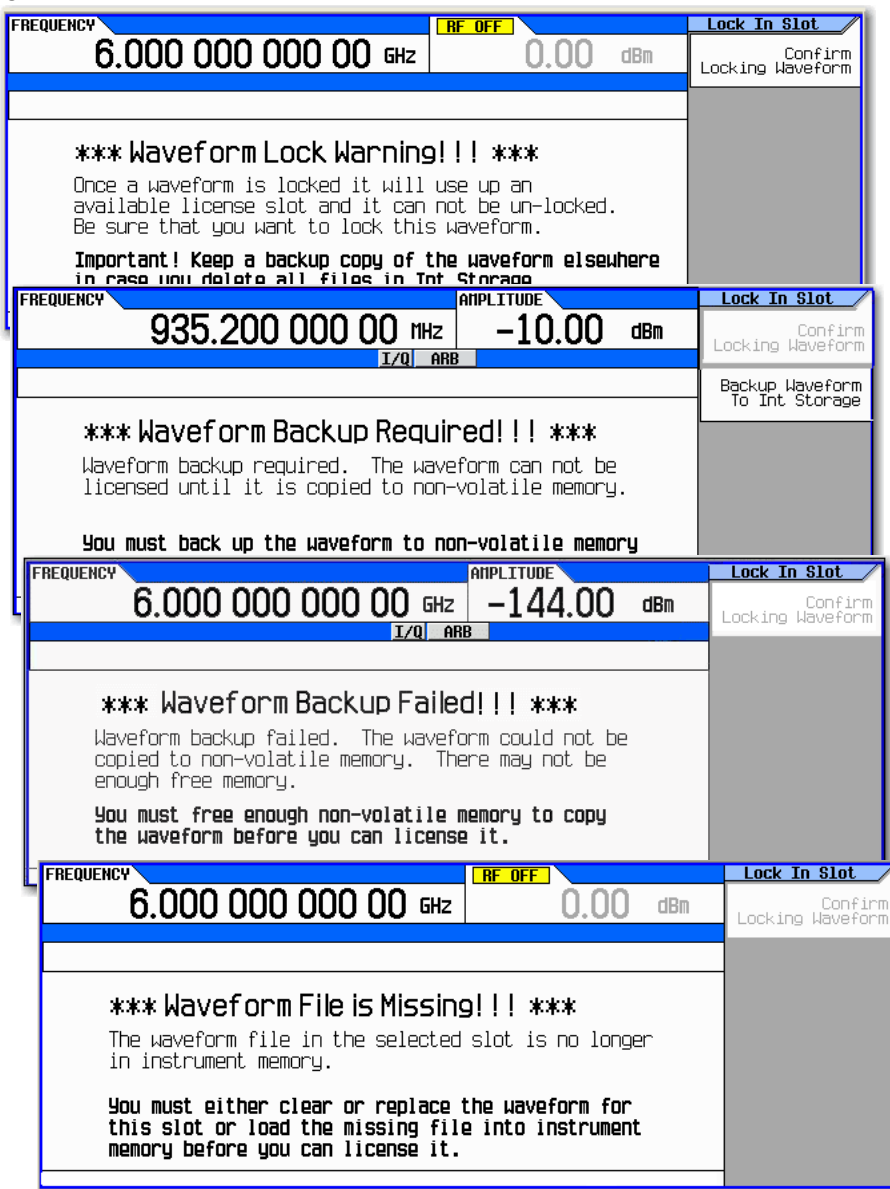 FREQUENCY RF OFF Lock In Slot
6.000 000 000 00 GHz 0.00 dBm Confirm
Locking Waveform
*** Waveform Lock Warning!!! ***
Once a waveform is locked it will use up an
available license slot and it can not be un-locked.
Be sure that you want to lock this waveform.
Important! Keep a backup copy of the waveform elsewhere
in case you delete all files in Int Storage
FREQUENCY AMPLITUDE Lock In Slot
935.200 000 00 MHz -10.00 dBm Confirm
Locking Waveform
I/Q ARB
Backup Waveform
To Int Storage
*** Waveform Backup Required!!! ***
Waveform backup required. The waveform can not be
licensed until it is copied to non-volatile memory.
You must back up the waveform to non-volatile memory
FREQUENCY AMPLITUDE Lock In Slot
6.000 000 000 00 GHz -144.00 dBm Confirm
Locking Waveform
I/Q ARB
*** Waveform Backup Failed!!! ***
Waveform backup failed. The waveform could not be
copied to non-volatile memory. There may not be
enough free memory.
You must free enough non-volatile memory to copy
the waveform before you can license it.
FREQUENCY RF OFF Lock In Slot
6.000 000 000 00 GHz 0.00 dBm Confirm
Locking Waveform
*** Waveform File is Missing!!! ***
The waveform file in the selected slot is no longer
in instrument memory.
You must either clear or replace the waveform for
this slot or load the missing file into instrument
memory before you can license it.